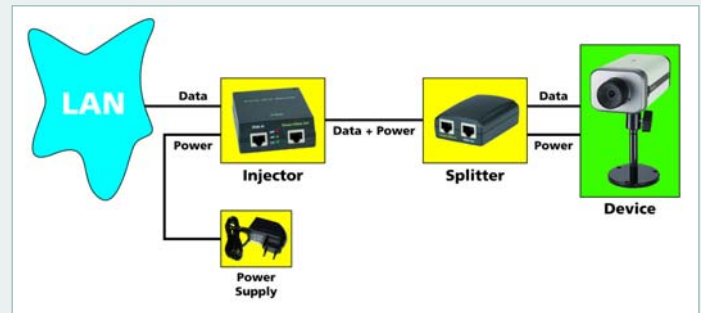 LAN
Data
Power
Injector
Data + Power
Splitter
Data
Power
Device
Power
Supply